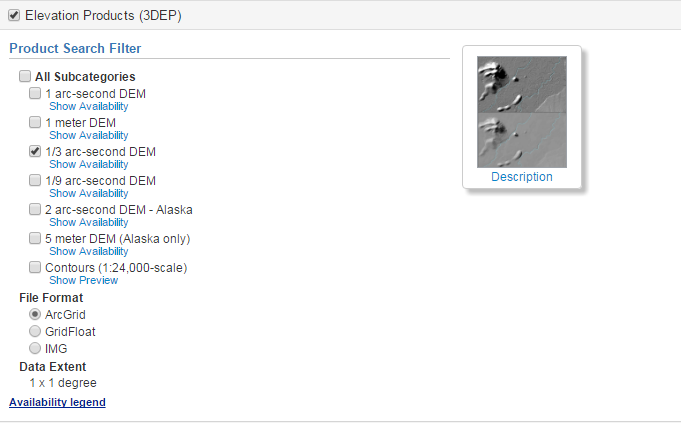 Elevation Products (3DEP)
Product Search Filter
All Subcategories
1 arc-second DEM
Show Availability
1 meter DEM
Show Availability
1/3 arc-second DEM
Show Availability
1/9 arc-second DEM
Show Availability
2 arc-second DEM - Alaska
Show Availability
5 meter DEM (Alaska only)
Show Availability
Contours (1:24,000-scale)
Show Preview
File Format
ArcGrid
GridFloat
IMG
Data Extent
1 x 1 degree
Availability legend
Description